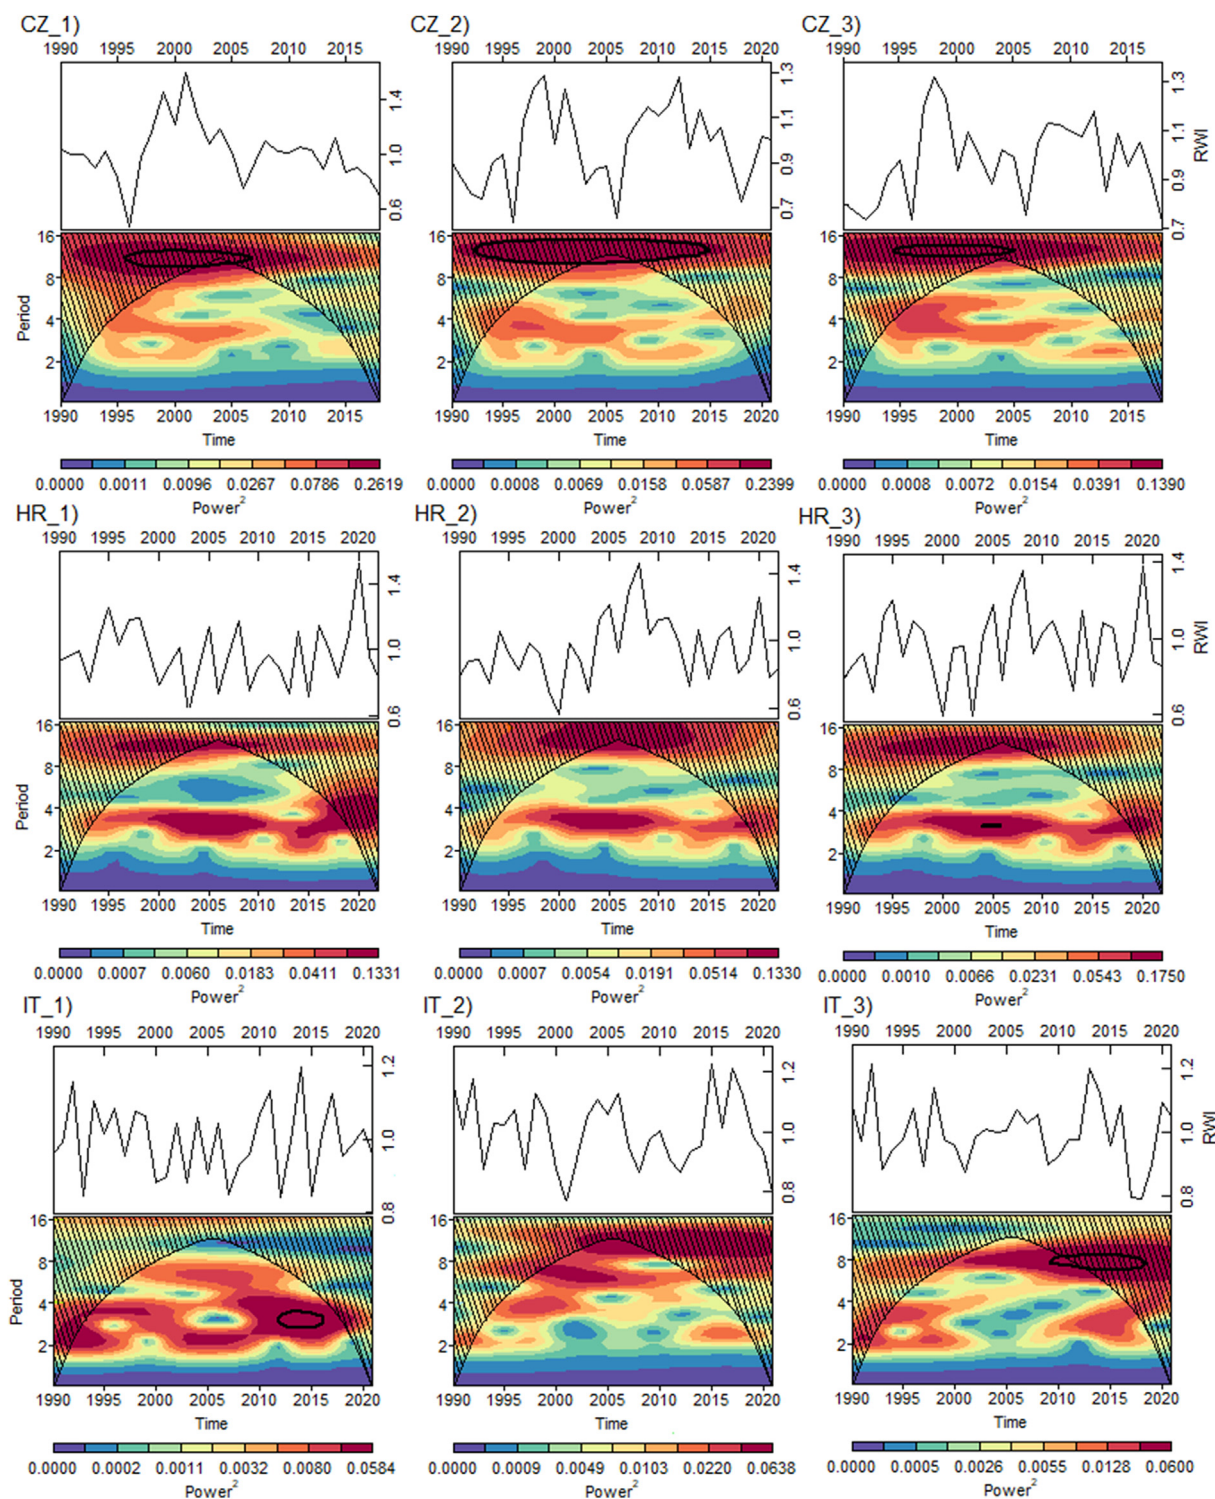 CZ_1) CZ_2) CZ_3)
1990 1995 2000 2005 2010 2015 1990 1995 2000 2005 2010 2015 2020 1990 1995 2000 2005 2010 2015
0.6 1.0 1.4 0.7 0.9 1.1 1.3 0.7 0.9 1.1 1.3 RWI
16 16 16
8 8 8
4 4 4
2 2 2
Period
1990 1995 2000 2005 2010 2015 1990 1995 2000 2005 2010 2015 2020 1990 1995 2000 2005 2010 2015
Time Time Time
0.0000 0.0011 0.0096 0.0267 0.0786 0.2619 0.0000 0.0008 0.0069 0.0158 0.0587 0.2399 0.0000 0.0008 0.0072 0.0154 0.0391 0.1390
Power² Power² Power²
HR_1) HR_2) HR_3)
1990 1995 2000 2005 2010 2015 2020 1990 1995 2000 2005 2010 2015 2020 1990 1995 2000 2005 2010 2015 2020
0.6 1.0 1.4 0.6 1.0 1.4 0.6 1.0 1.4 RWI
16 16 16
8 8 8
4 4 4
2 2 2
Period
1990 1995 2000 2005 2010 2015 2020 1990 1995 2000 2005 2010 2015 2020 1990 1995 2000 2005 2010 2015 2020
Time Time Time
0.0000 0.0007 0.0060 0.0183 0.0411 0.1331 0.0000 0.0007 0.0054 0.0191 0.0514 0.1330 0.0000 0.0010 0.0066 0.0231 0.0543 0.1750
Power² Power² Power²
IT_1) IT_2) IT_3)
1990 1995 2000 2005 2010 2015 2020 1990 1995 2000 2005 2010 2015 2020 1990 1995 2000 2005 2010 2015 2020
0.8 1.0 1.2 0.8 1.0 1.2 0.8 1.0 1.2 RWI
16 16 16
8 8 8
4 4 4
2 2 2
Period
1990 1995 2000 2005 2010 2015 2020 1990 1995 2000 2005 2010 2015 2020 1990 1995 2000 2005 2010 2015 2020
Time Time Time
0.0000 0.0002 0.0011 0.0032 0.0080 0.0584 0.0000 0.0009 0.0049 0.0103 0.0220 0.0638 0.0000 0.0005 0.0026 0.0055 0.0128 0.0600
Power² Power² Power²